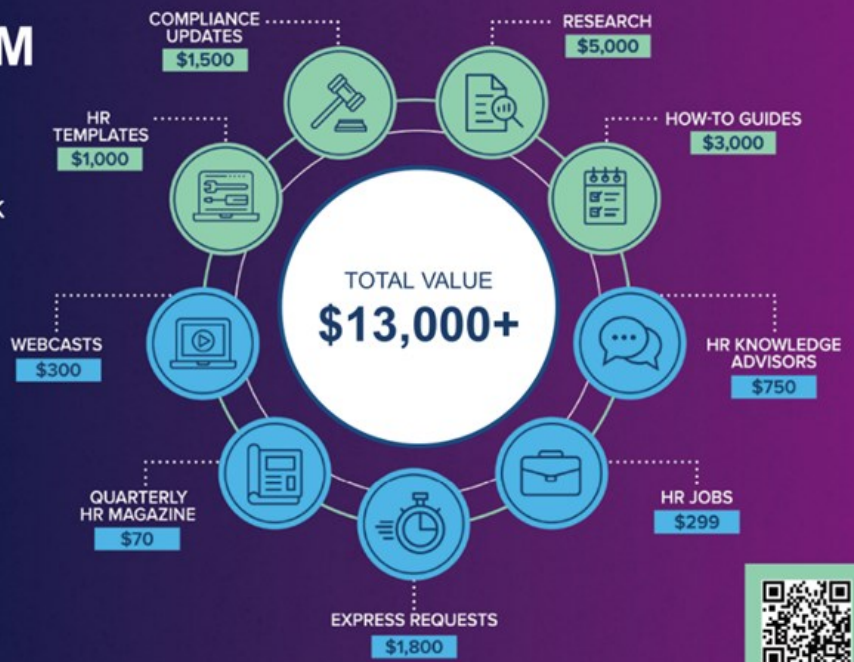 M
K
COMPLIANCE
UPDATES
$1,500
RESEARCH
$5,000
HR
TEMPLATES
$1,000
HOW-TO GUIDES
$3,000
TOTAL VALUE
$13,000+
WEBCASTS
$300
HR KNOWLEDGE
ADVISORS
$750
QUARTERLY
HR MAGAZINE
$70
HR JOBS
$299
EXPRESS REQUESTS
$1,800